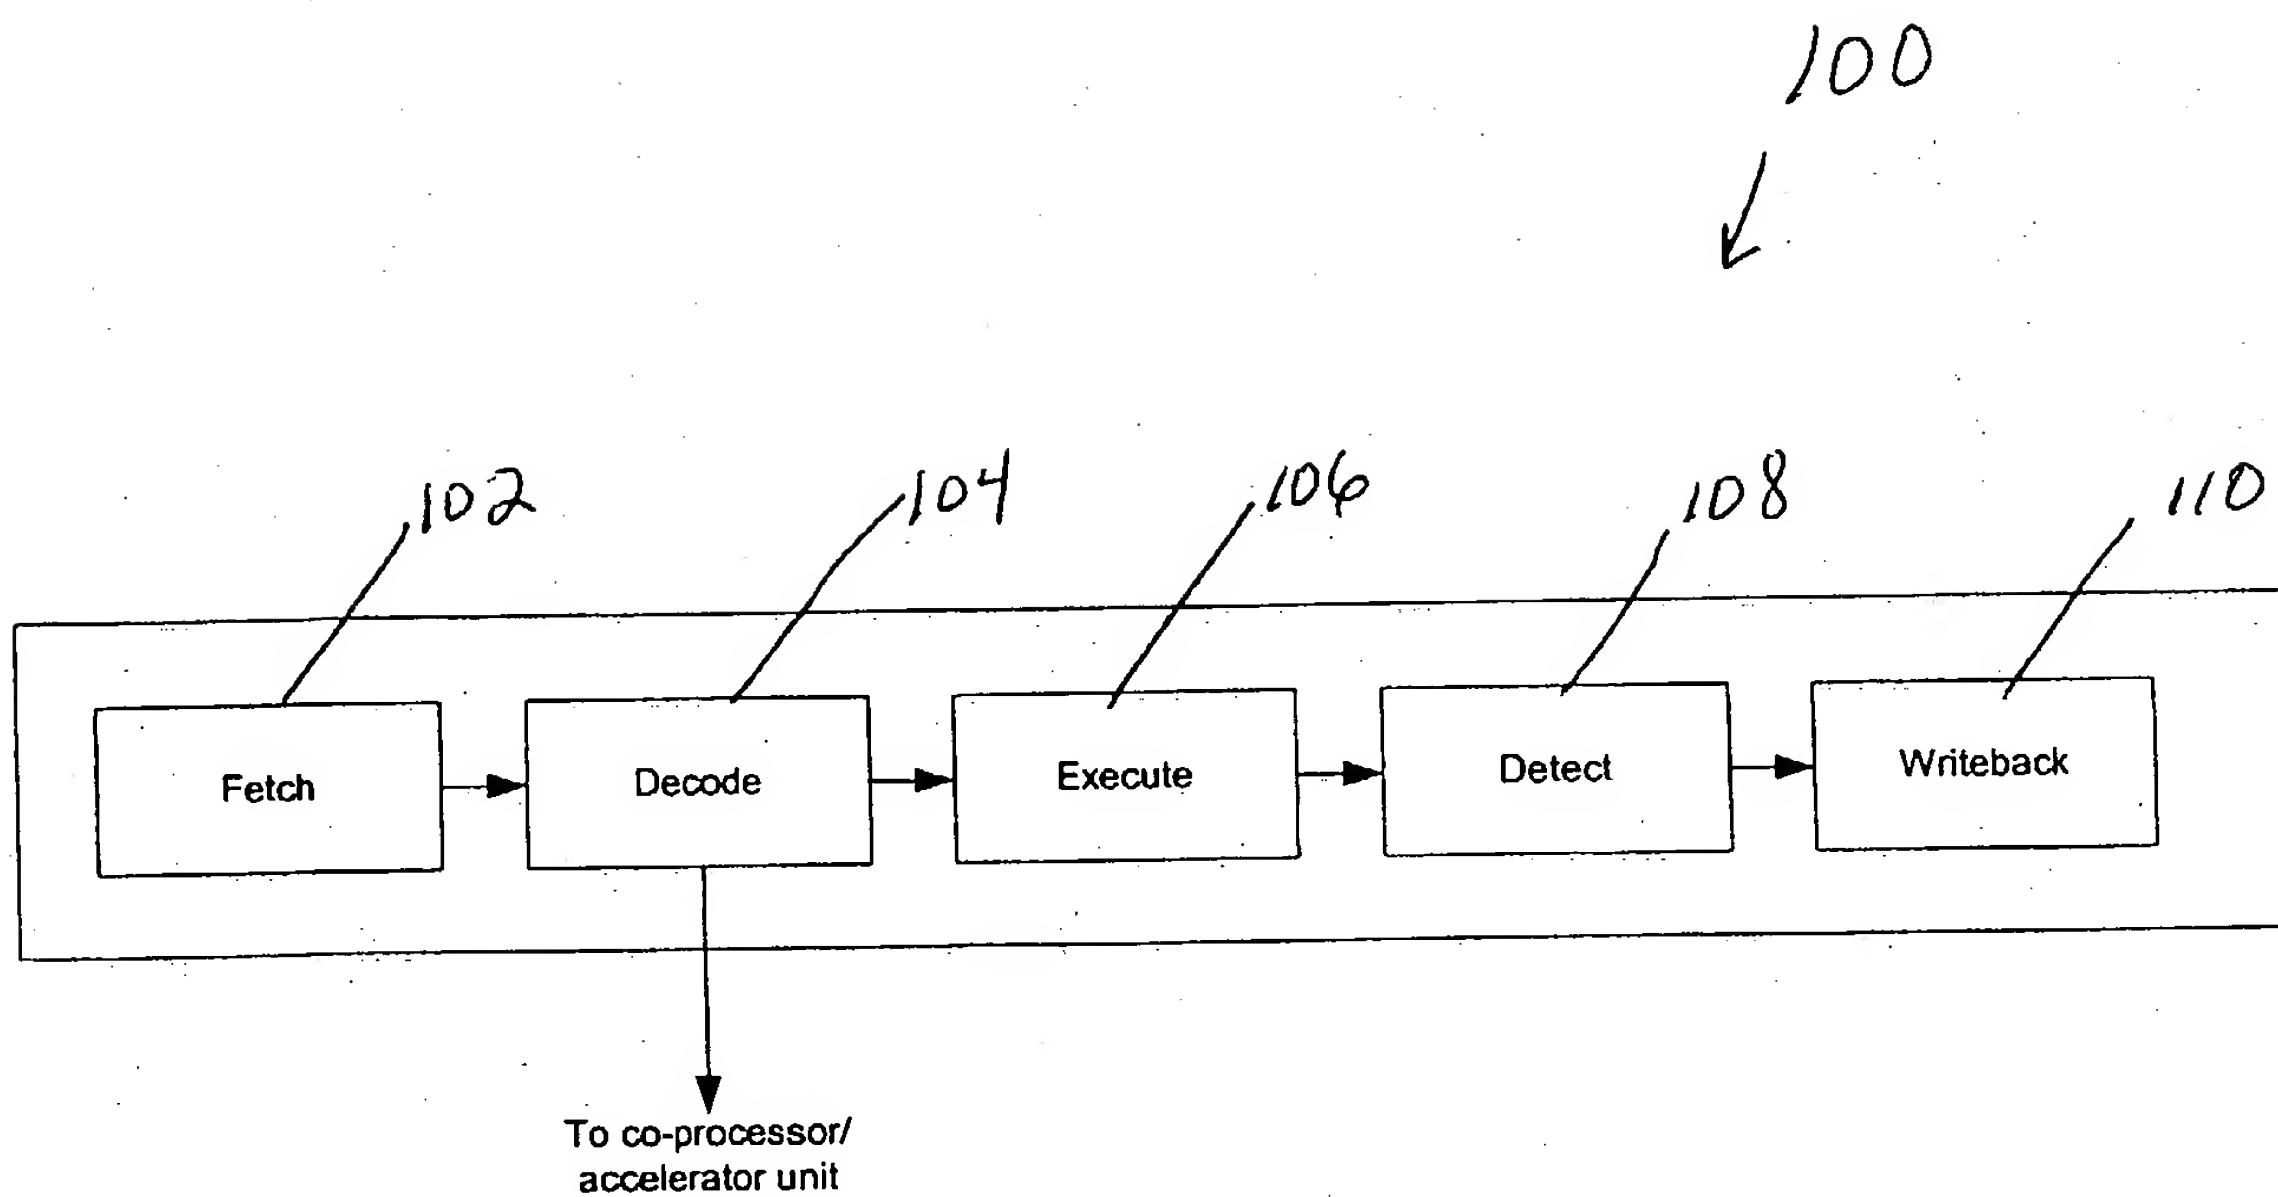 100
102
104
106
108
110
Fetch
Decode
Execute
Detect
Writeback
To co-processor/
accelerator unit